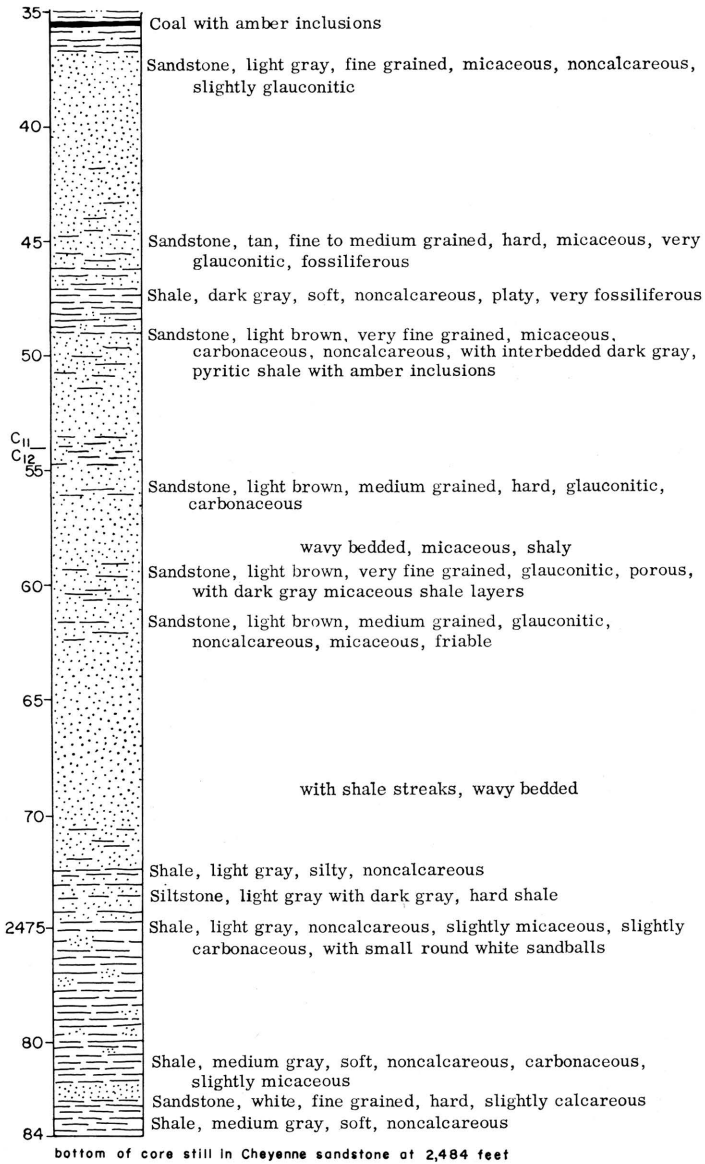 35
Coal with amber inclusions
Sandstone, light gray, fine grained, micaceous, noncalcareous,
slightly glauconitic
40
45
Sandstone, tan, fine to medium grained, hard, micaceous, very
glauconitic, fossiliferous
Shale, dark gray, soft, noncalcareous, platy, very fossiliferous
Sandstone, light brown, very fine grained, micaceous,
carbonaceous, noncalcareous, with interbedded dark gray,
pyritic shale with amber inclusions
50
C11
C12
55
Sandstone, light brown, medium grained, hard, glauconitic,
carbonaceous
wavy bedded, micaceous, shaly
Sandstone, light brown, very fine grained, glauconitic, porous,
with dark gray micaceous shale layers
60
Sandstone, light brown, medium grained, glauconitic,
noncalcareous, micaceous, friable
65
with shale streaks, wavy bedded
70
Shale, light gray, silty, noncalcareous
Siltstone, light gray with dark gray, hard shale
2475
Shale, light gray, noncalcareous, slightly micaceous, slightly
carbonaceous, with small round white sandballs
80
Shale, medium gray, soft, noncalcareous, carbonaceous,
slightly micaceous
Sandstone, white, fine grained, hard, slightly calcareous
Shale, medium gray, soft, noncalcareous
84
bottom of core still in Cheyenne sandstone at 2,484 feet